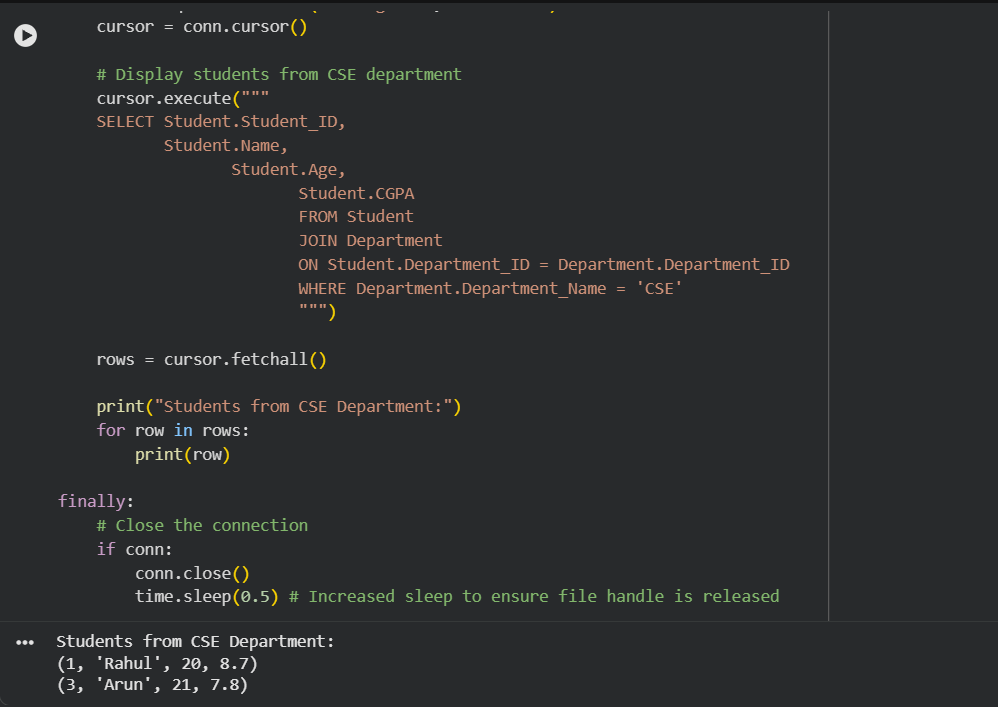 cursor = conn.cursor()
# Display students from CSE department
cursor.execute("""
SELECT Student.Student_ID,
Student.Name,
Student.Age,
Student.CGPA
FROM Student
JOIN Department
ON Student.Department_ID = Department.Department_ID
WHERE Department.Department_Name = 'CSE'
""")
rows = cursor.fetchall()
print("Students from CSE Department:")
for row in rows:
print(row)
finally:
# Close the connection
if conn:
conn.close()
time.sleep(0.5) # Increased sleep to ensure file handle is released
Students from CSE Department:
(1, 'Rahul', 20, 8.7)
(3, 'Arun', 21, 7.8)